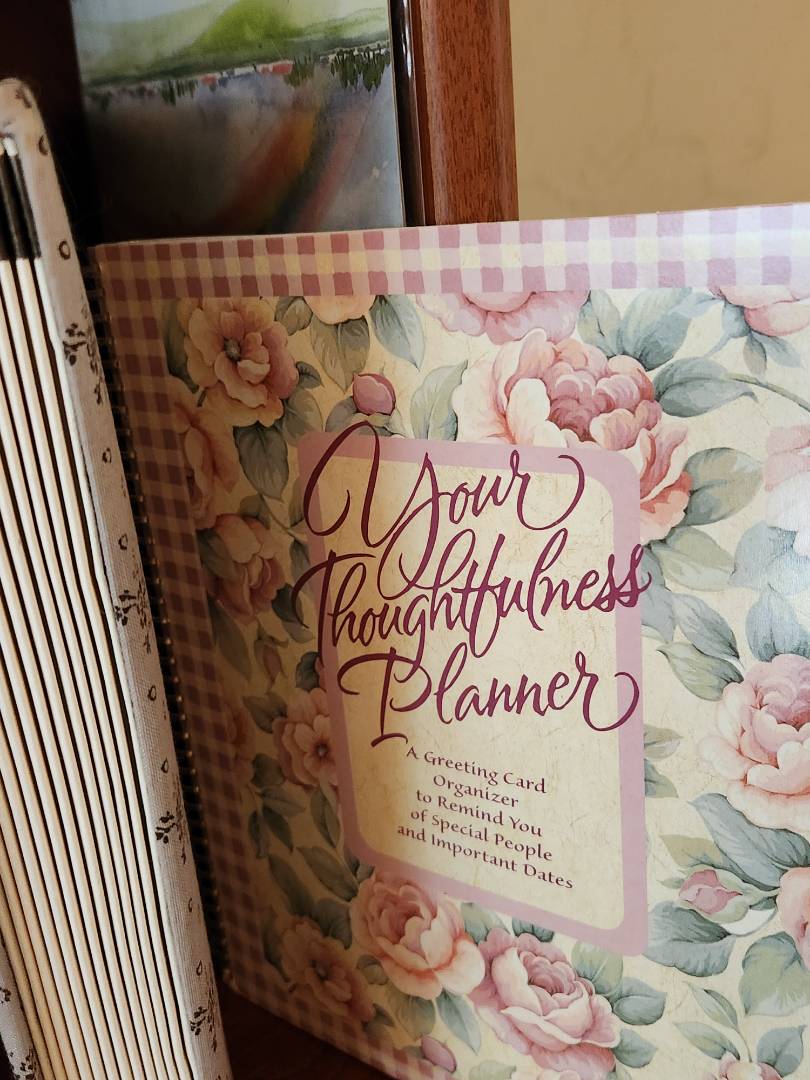 Your
Thoughtfulness
Planner
A Greeting Card
Organizer
to Remind You
of Special People
and Important Dates